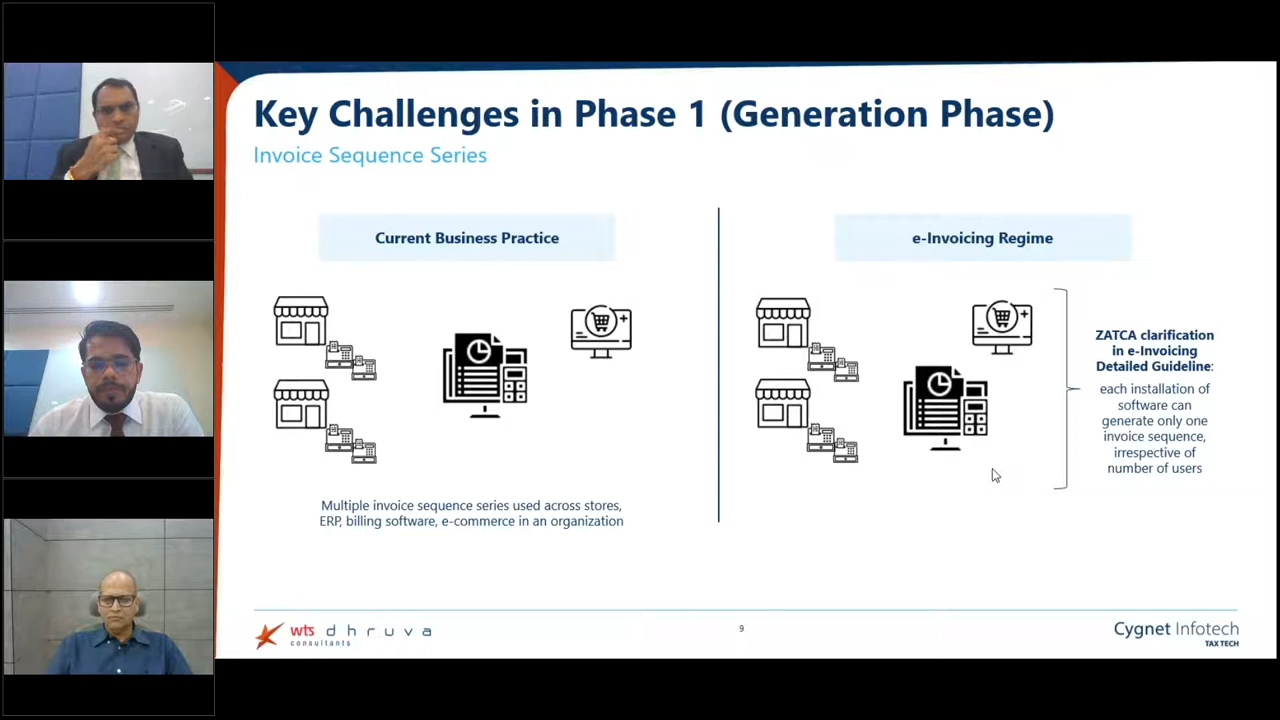 Key Challenges in Phase 1 (Generation Phase)
Invoice Sequence Series
Current Business Practice
Multiple invoice sequence series used across stores,
ERP, billing software, e-commerce in an organization
e-Invoicing Regime
ZATCA clarification
in e-Invoicing
Detailed Guideline:
each installation of
software can
generate only one
invoice sequence,
irrespective of
number of users
wts dhruva
consultants
9
Cygnet Infotech
TAX TECH